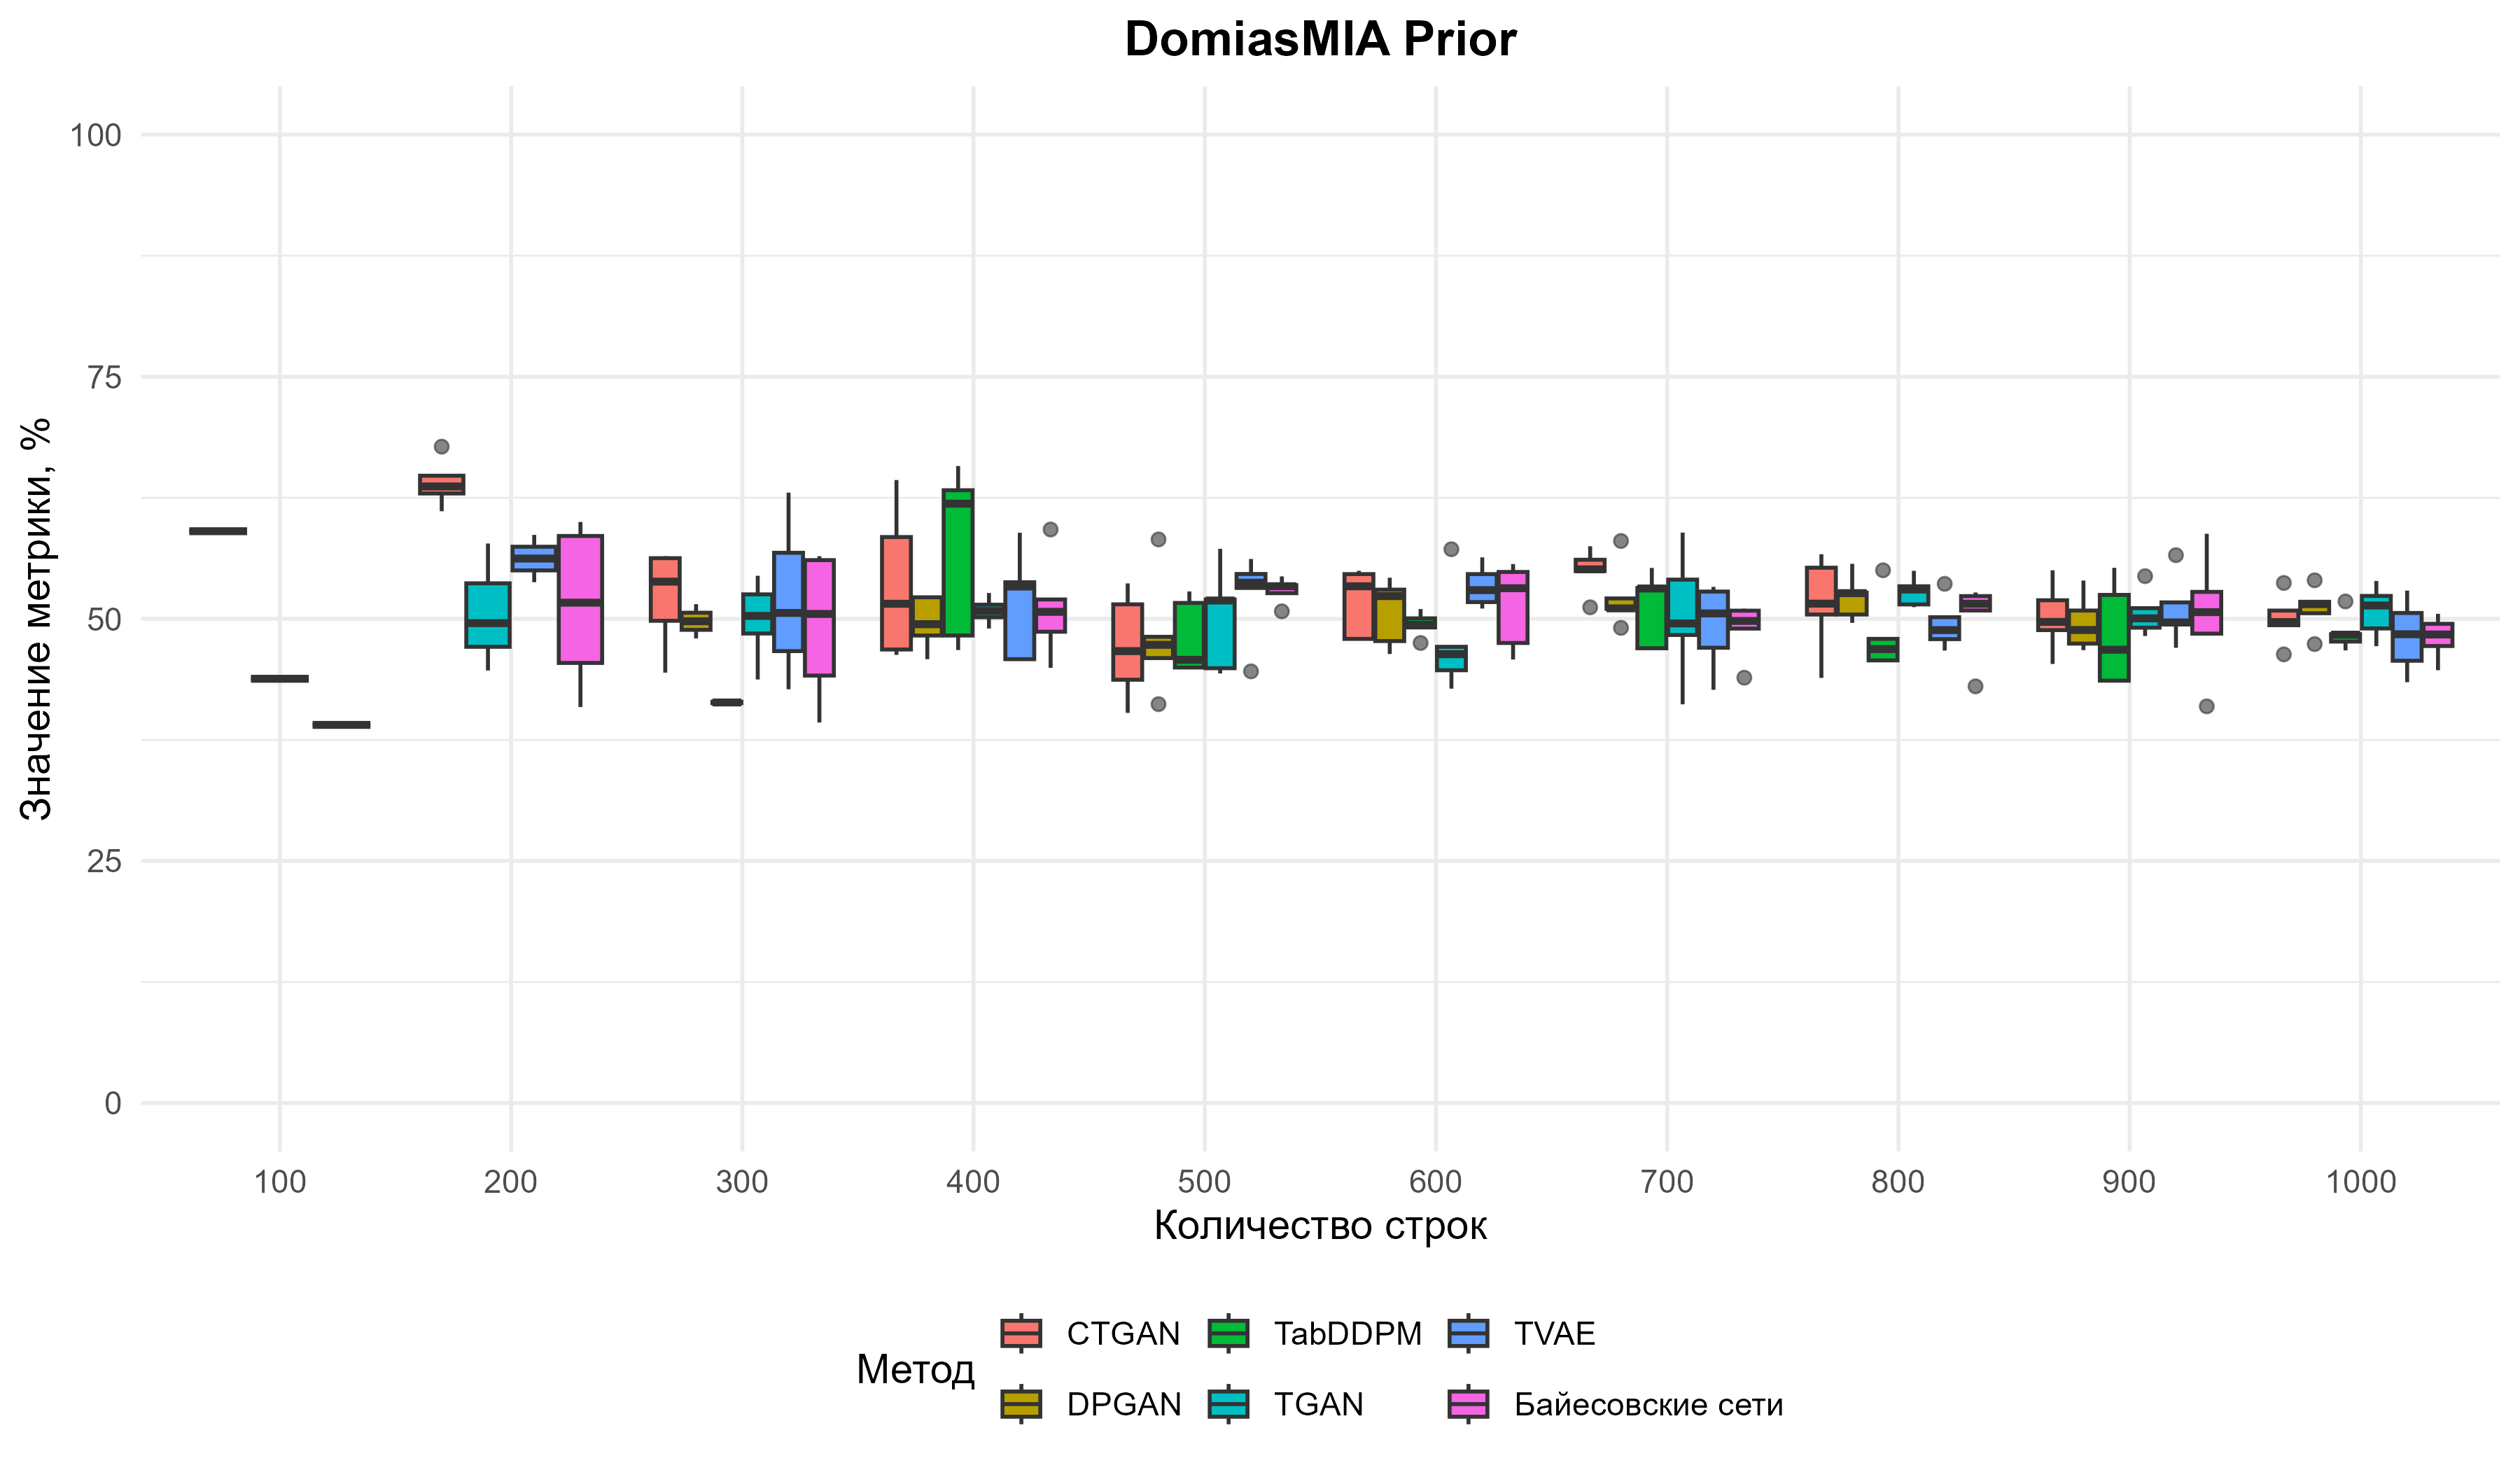 DomiasMIA Prior
Значение метрики, %
100
75
50
25
0
100 200 300 400 500 600 700 800 900 1000
Количество строк
Метод
CTGAN TabDDPM TVAE
DPGAN TGAN Байесовские сети